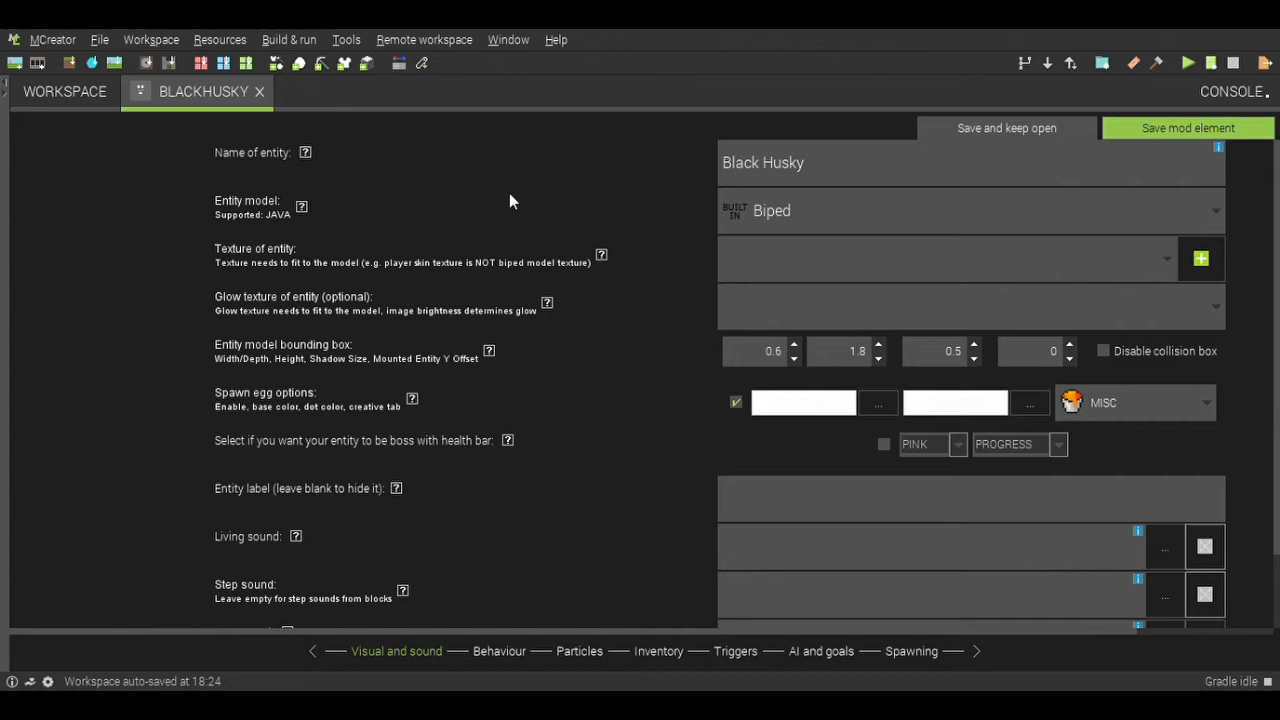 MCreator File Workspace Resources Build & run Tools Remote workspace Window Help
WORKSPACE BLACKHUSKY CONSOLE
Save and keep open Save mod element
Name of entity: ? Black Husky
Entity model: ?
Supported: JAVA
BUILT IN Biped
Texture of entity: ?
Texture needs to fit to the model (e.g. player skin texture is NOT biped model texture)
Glow texture of entity (optional): ?
Glow texture needs to fit to the model, image brightness determines glow
Entity model bounding box: ?
Width/Depth, Height, Shadow Size, Mounted Entity Y Offset
0.6 1.8 0.5 0 Disable collision box
Spawn egg options: ?
Enable, base color, dot color, creative tab
... ... MISC
Select if you want your entity to be boss with health bar: ? PINK PROGRESS
Entity label (leave blank to hide it): ?
Living sound: ? ...
Step sound: ?
Leave empty for step sounds from blocks
...
Visual and sound Behaviour Particles Inventory Triggers AI and goals Spawning
Workspace auto-saved at 18:24 Gradle idle